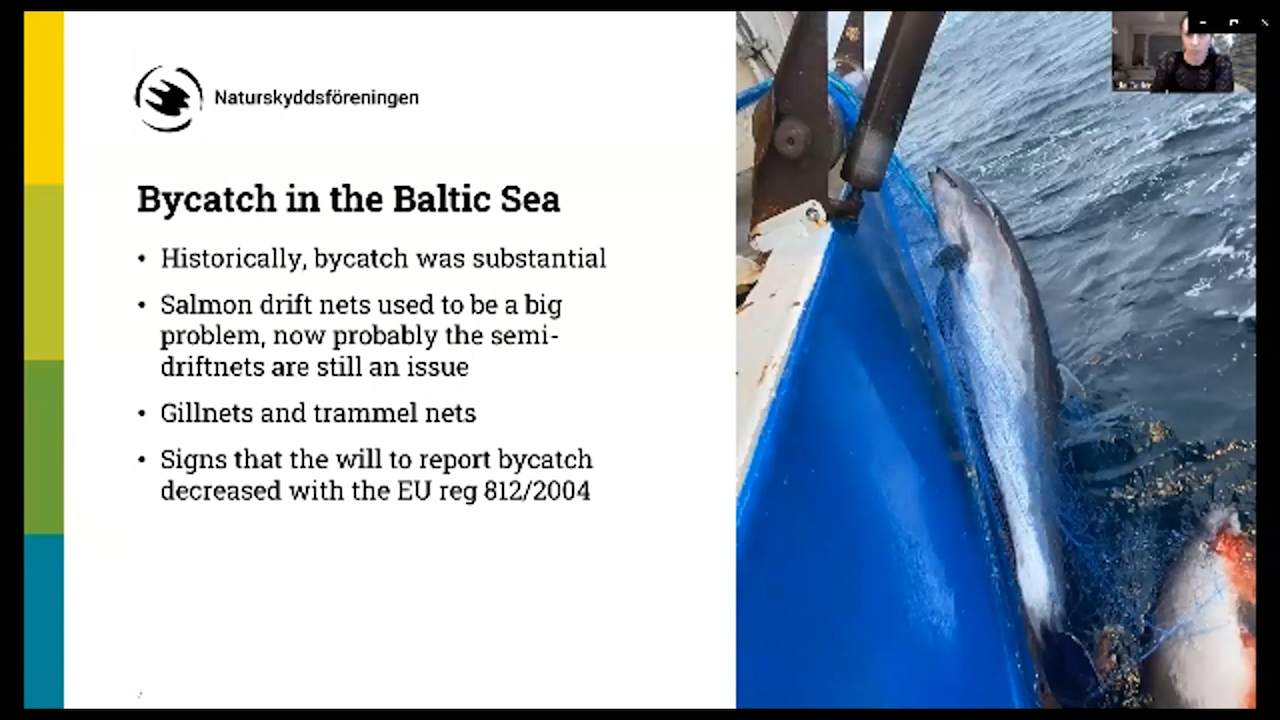 Naturskyddsföreningen
Bycatch in the Baltic Sea
• Historically, bycatch was substantial
• Salmon drift nets used to be a big
problem, now probably the semi-
driftnets are still an issue
• Gillnets and trammel nets
• Signs that the will to report bycatch
decreased with the EU reg 812/2004